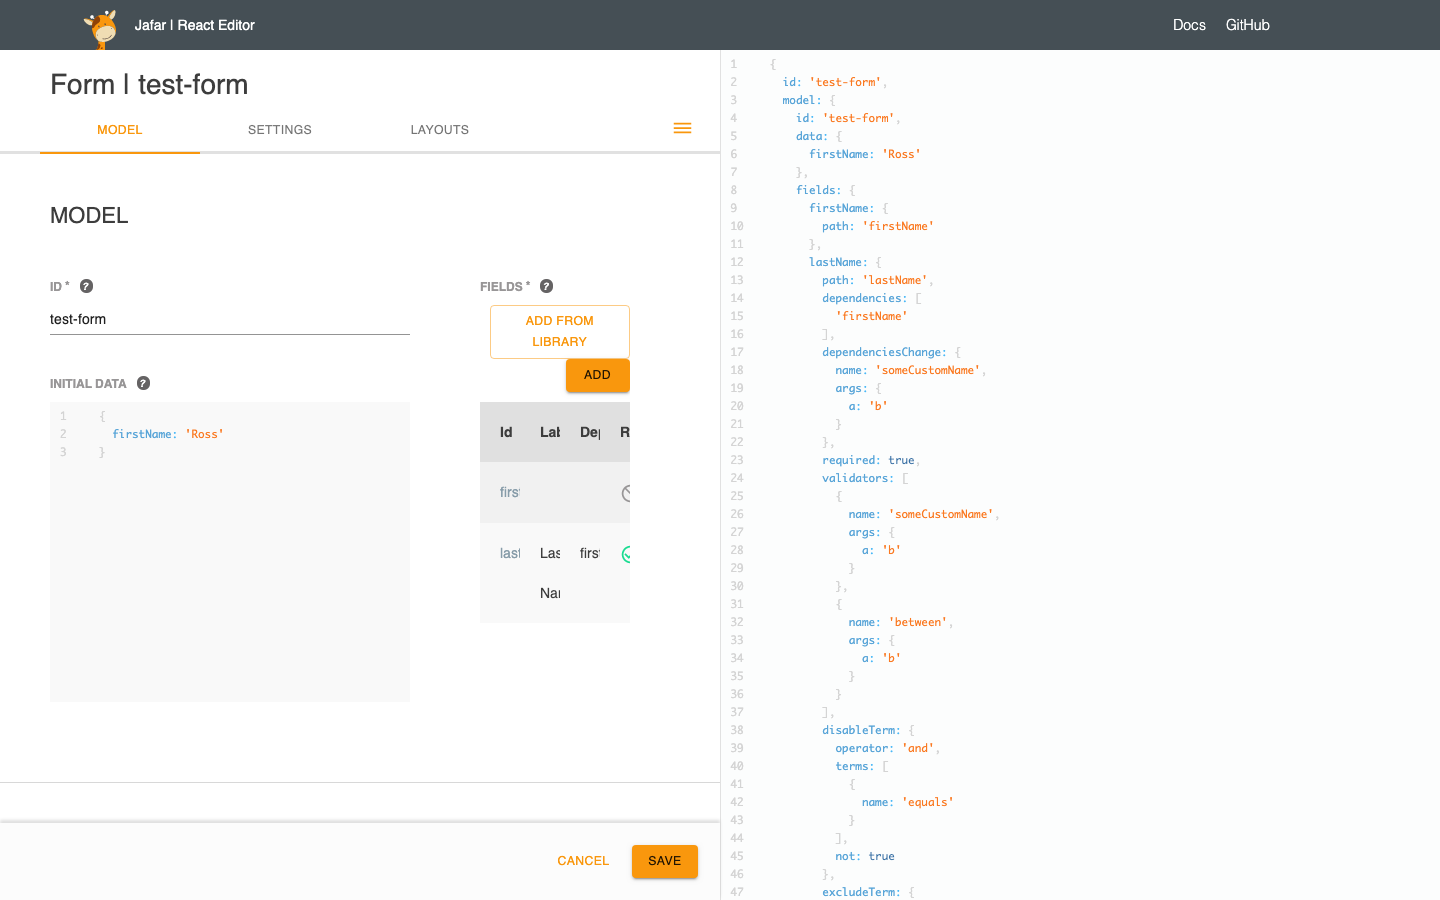 Jafar | React Editor
Docs GitHub
Form | test-form
MODEL SETTINGS LAYOUTS
MODEL
ID * ?
test-form
INITIAL DATA ?
1 {
2 firstName: 'Ross'
3 }
FIELDS * ?
ADD FROM
LIBRARY
ADD
Id Lab Dep R
first
last Las first
Nar
CANCEL SAVE
1 {
2 id: 'test-form',
3 model: {
4 id: 'test-form',
5 data: {
6 firstName: 'Ross'
7 },
8 fields: {
9 firstName: {
10 path: 'firstName'
11 },
12 lastName: {
13 path: 'lastName',
14 dependencies: [
15 'firstName'
16 ],
17 dependenciesChange: {
18 name: 'someCustomName',
19 args: {
20 a: 'b'
21 }
22 },
23 required: true,
24 validators: [
25 {
26 name: 'someCustomName',
27 args: {
28 a: 'b'
29 }
30 },
31 {
32 name: 'between',
33 args: {
34 a: 'b'
35 }
36 }
37 ],
38 disableTerm: {
39 operator: 'and',
40 terms: [
41 {
42 name: 'equals'
43 }
44 ],
45 not: true
46 },
47 excludeTerm: {